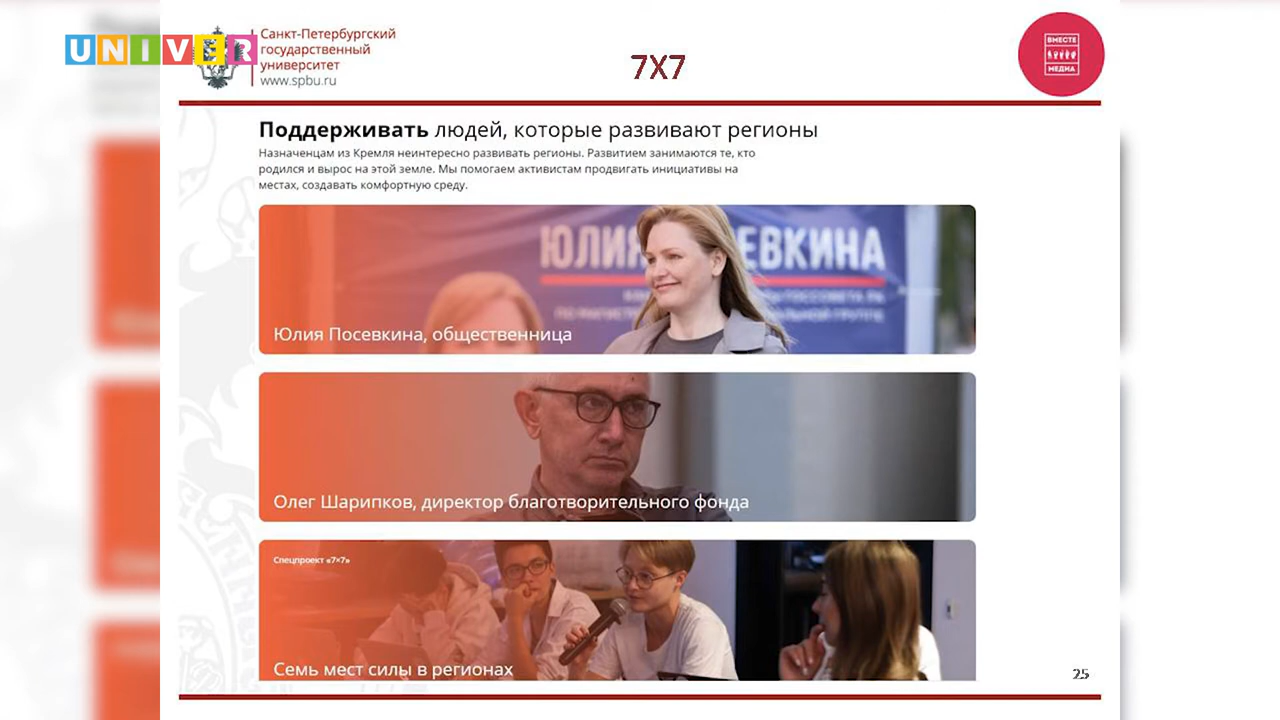 UNIVER
Санкт-Петербургский
государственный
университет
www.spbu.ru
7X7
ВМЕСТЕ
МЕДИА
Поддерживать людей, которые развивают регионы
Назначенцам из Кремля неинтересно развивать регионы. Развитием занимаются те, кто
родился и вырос на этой земле. Мы помогаем активистам продвигать инициативы на
местах, создавать комфортную среду.
ЮЛИЯ ЕВКИНА
Юлия Посевкина, общественница
Олег Шарипков, директор благотворительного фонда
Спецпроект «7×7»
Семь мест силы в регионах
25